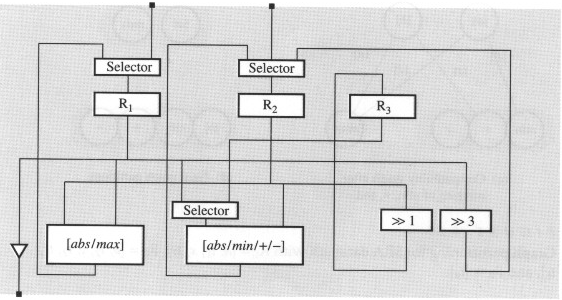 Selector
Selector
R1
R2
R3
Selector
[abs/max]
[abs/min/+/−]
≫ 1
≫ 3